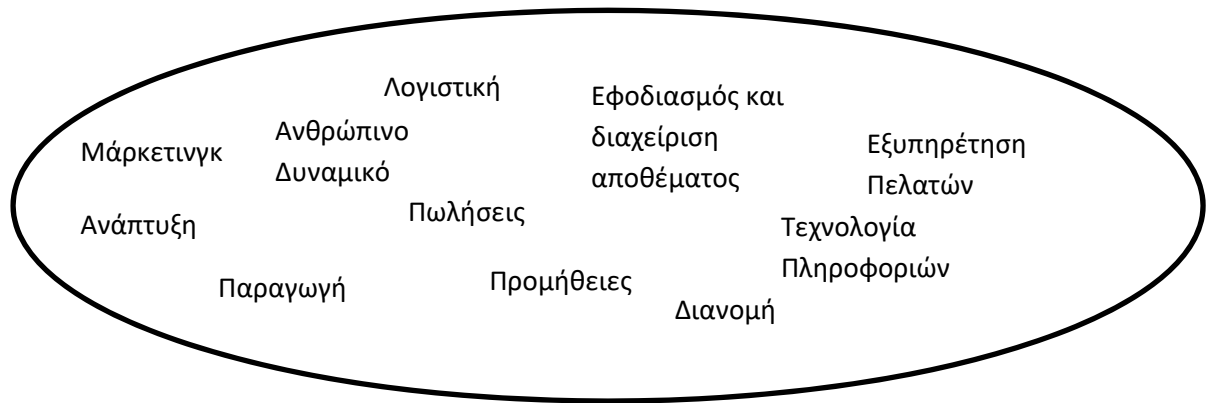 Λογιστική
Εφοδιασμός και
διαχείριση
αποθέματος
Ανθρώπινο
Δυναμικό
Μάρκετινγκ
Εξυπηρέτηση
Πελατών
Πωλήσεις
Ανάπτυξη
Τεχνολογία
Πληροφοριών
Παραγωγή
Προμήθειες
Διανομή